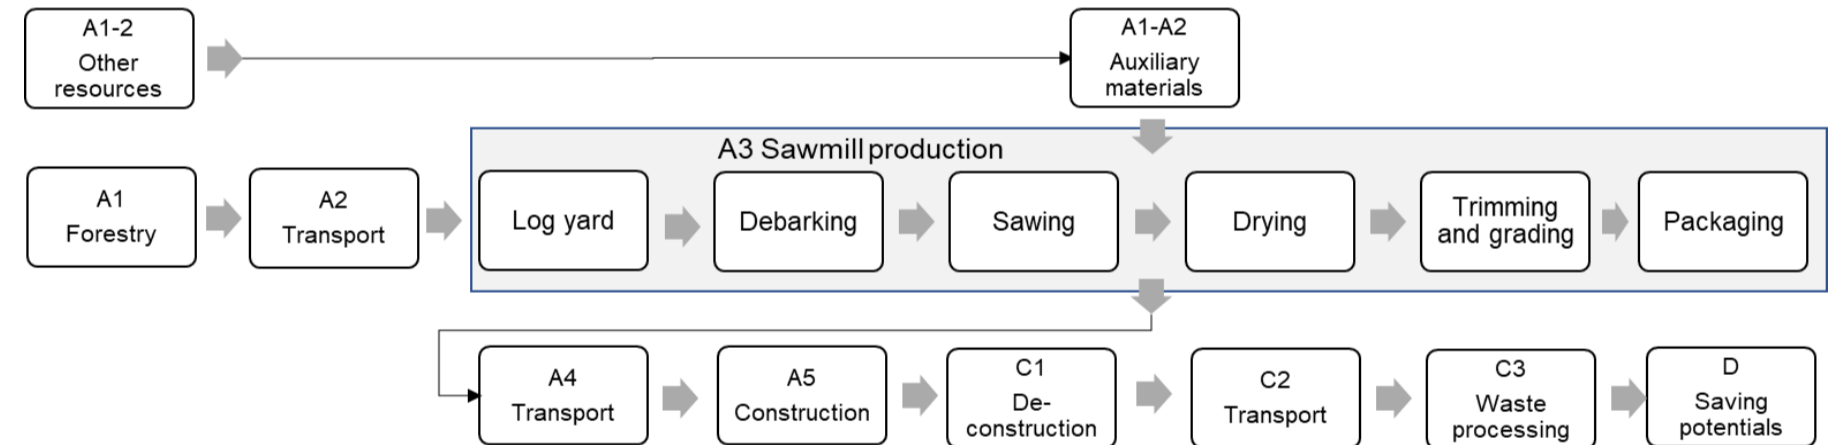 A1-2
Other
resources
A1-A2
Auxiliary
materials
A3 Sawmill production
A1
Forestry
A2
Transport
Log yard
Debarking
Sawing
Drying
Trimming
and grading
Packaging
A4
Transport
A5
Construction
C1
De-
construction
C2
Transport
C3
Waste
processing
D
Saving
potentials